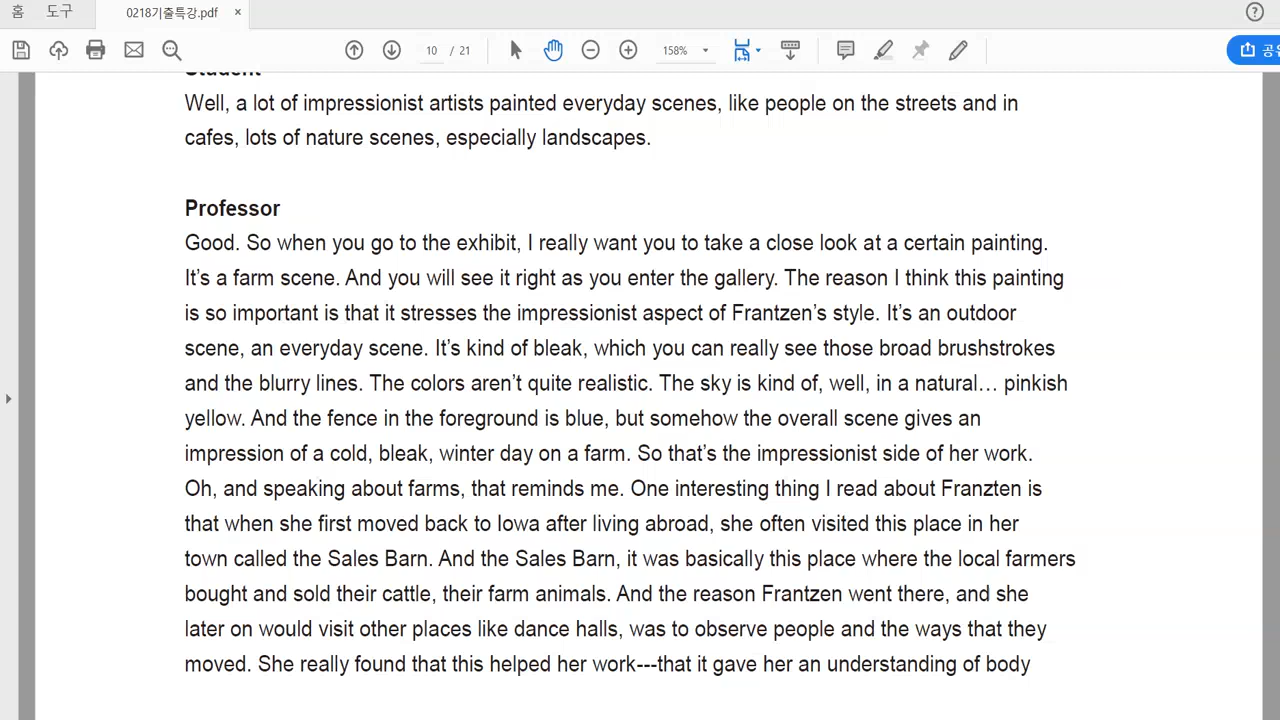 홈 도구 0218기출특강.pdf ×
10 / 21 158%
Student
Well, a lot of impressionist artists painted everyday scenes, like people on the streets and in
cafes, lots of nature scenes, especially landscapes.
Professor
Good. So when you go to the exhibit, I really want you to take a close look at a certain painting.
It’s a farm scene. And you will see it right as you enter the gallery. The reason I think this painting
is so important is that it stresses the impressionist aspect of Frantzen’s style. It’s an outdoor
scene, an everyday scene. It’s kind of bleak, which you can really see those broad brushstrokes
and the blurry lines. The colors aren’t quite realistic. The sky is kind of, well, in a natural… pinkish
yellow. And the fence in the foreground is blue, but somehow the overall scene gives an
impression of a cold, bleak, winter day on a farm. So that’s the impressionist side of her work.
Oh, and speaking about farms, that reminds me. One interesting thing I read about Franzten is
that when she first moved back to Iowa after living abroad, she often visited this place in her
town called the Sales Barn. And the Sales Barn, it was basically this place where the local farmers
bought and sold their cattle, their farm animals. And the reason Frantzen went there, and she
later on would visit other places like dance halls, was to observe people and the ways that they
moved. She really found that this helped her work---that it gave her an understanding of body